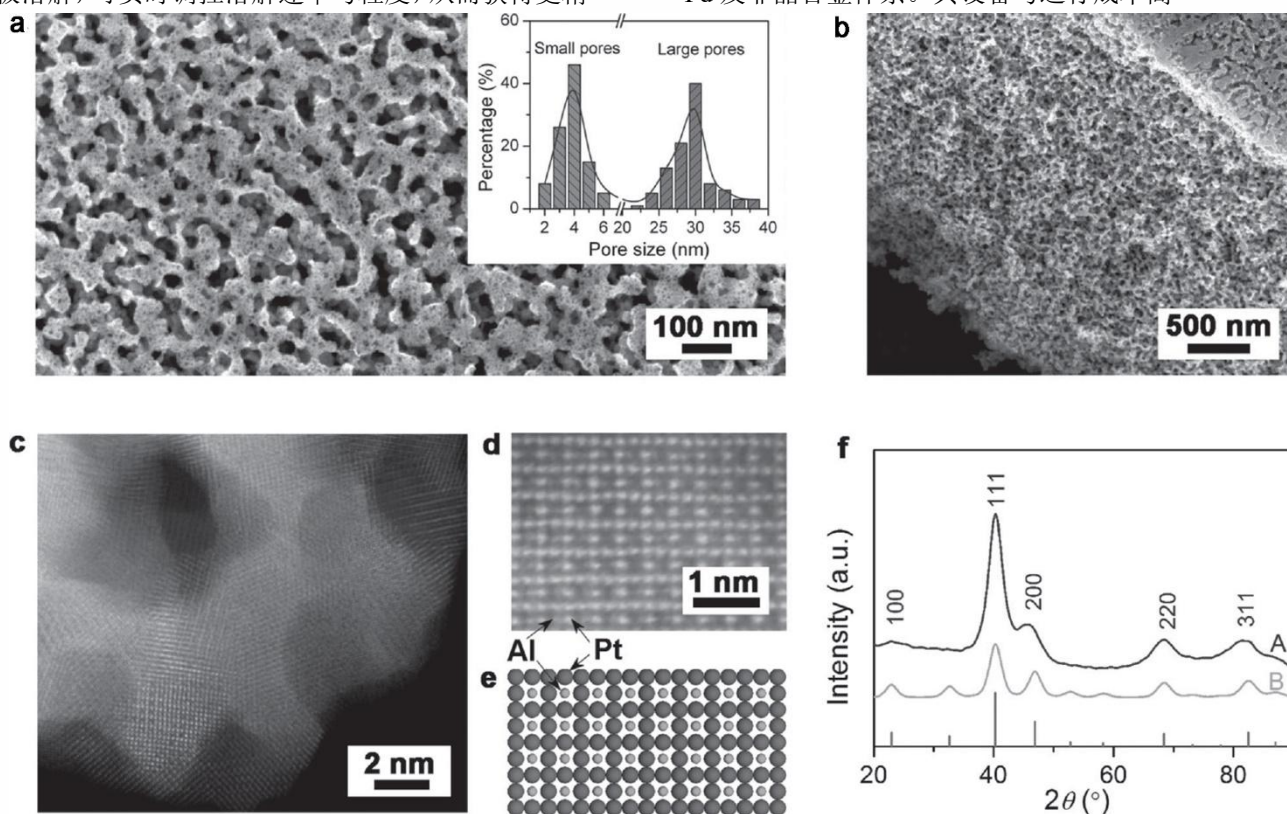 a
60
40
20
0
Percentage (%)
Small pores
Large pores
2 4 6 20 25 30 35 40
Pore size (nm)
100 nm
b
500 nm
c
2 nm
d
1 nm
Al Pt
e
f
Intensity (a.u.)
100
111
200
220
311
A
B
20 40 60 80
2θ (°)